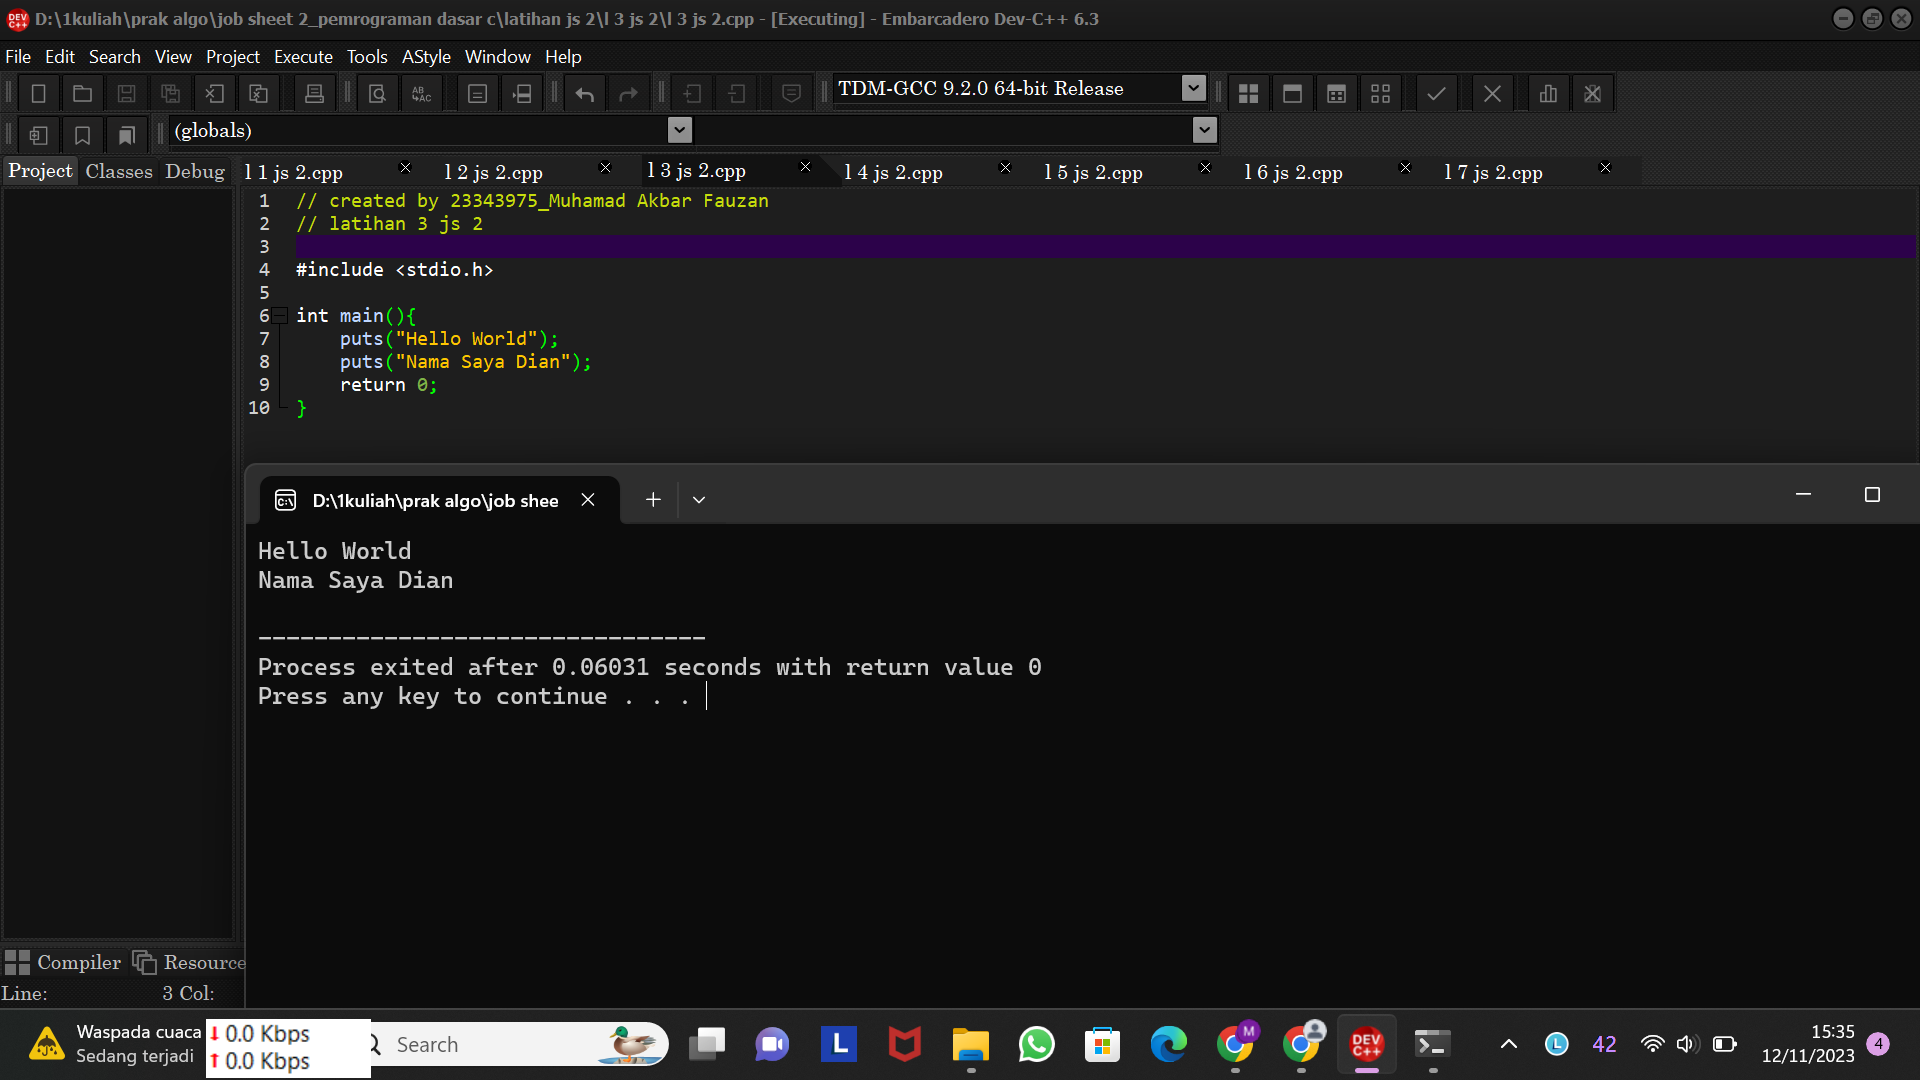 D:\1kuliah\prak algo\job sheet 2_pemrograman dasar c\latihan js 2\l 3 js 2\l 3 js 2.cpp - [Executing] - Embarcadero Dev-C++ 6.3
File Edit Search View Project Execute Tools AStyle Window Help
TDM-GCC 9.2.0 64-bit Release
(globals)
Project Classes Debug
l 1 js 2.cpp l 2 js 2.cpp l 3 js 2.cpp l 4 js 2.cpp l 5 js 2.cpp l 6 js 2.cpp l 7 js 2.cpp
1 // created by 23343975_Muhamad Akbar Fauzan
2 // latihan 3 js 2
3
4 #include <stdio.h>
5
6 int main(){
7 puts("Hello World");
8 puts("Nama Saya Dian");
9 return 0;
10 }
D:\1kuliah\prak algo\job shee
Hello World
Nama Saya Dian
--------------------------------
Process exited after 0.06031 seconds with return value 0
Press any key to continue . . .
Compiler Resource
Line: 3 Col:
Waspada cuaca
Sedang terjadi
0.0 Kbps
0.0 Kbps
Search
L
M
DEV C++
L
42
15:35
12/11/2023
4